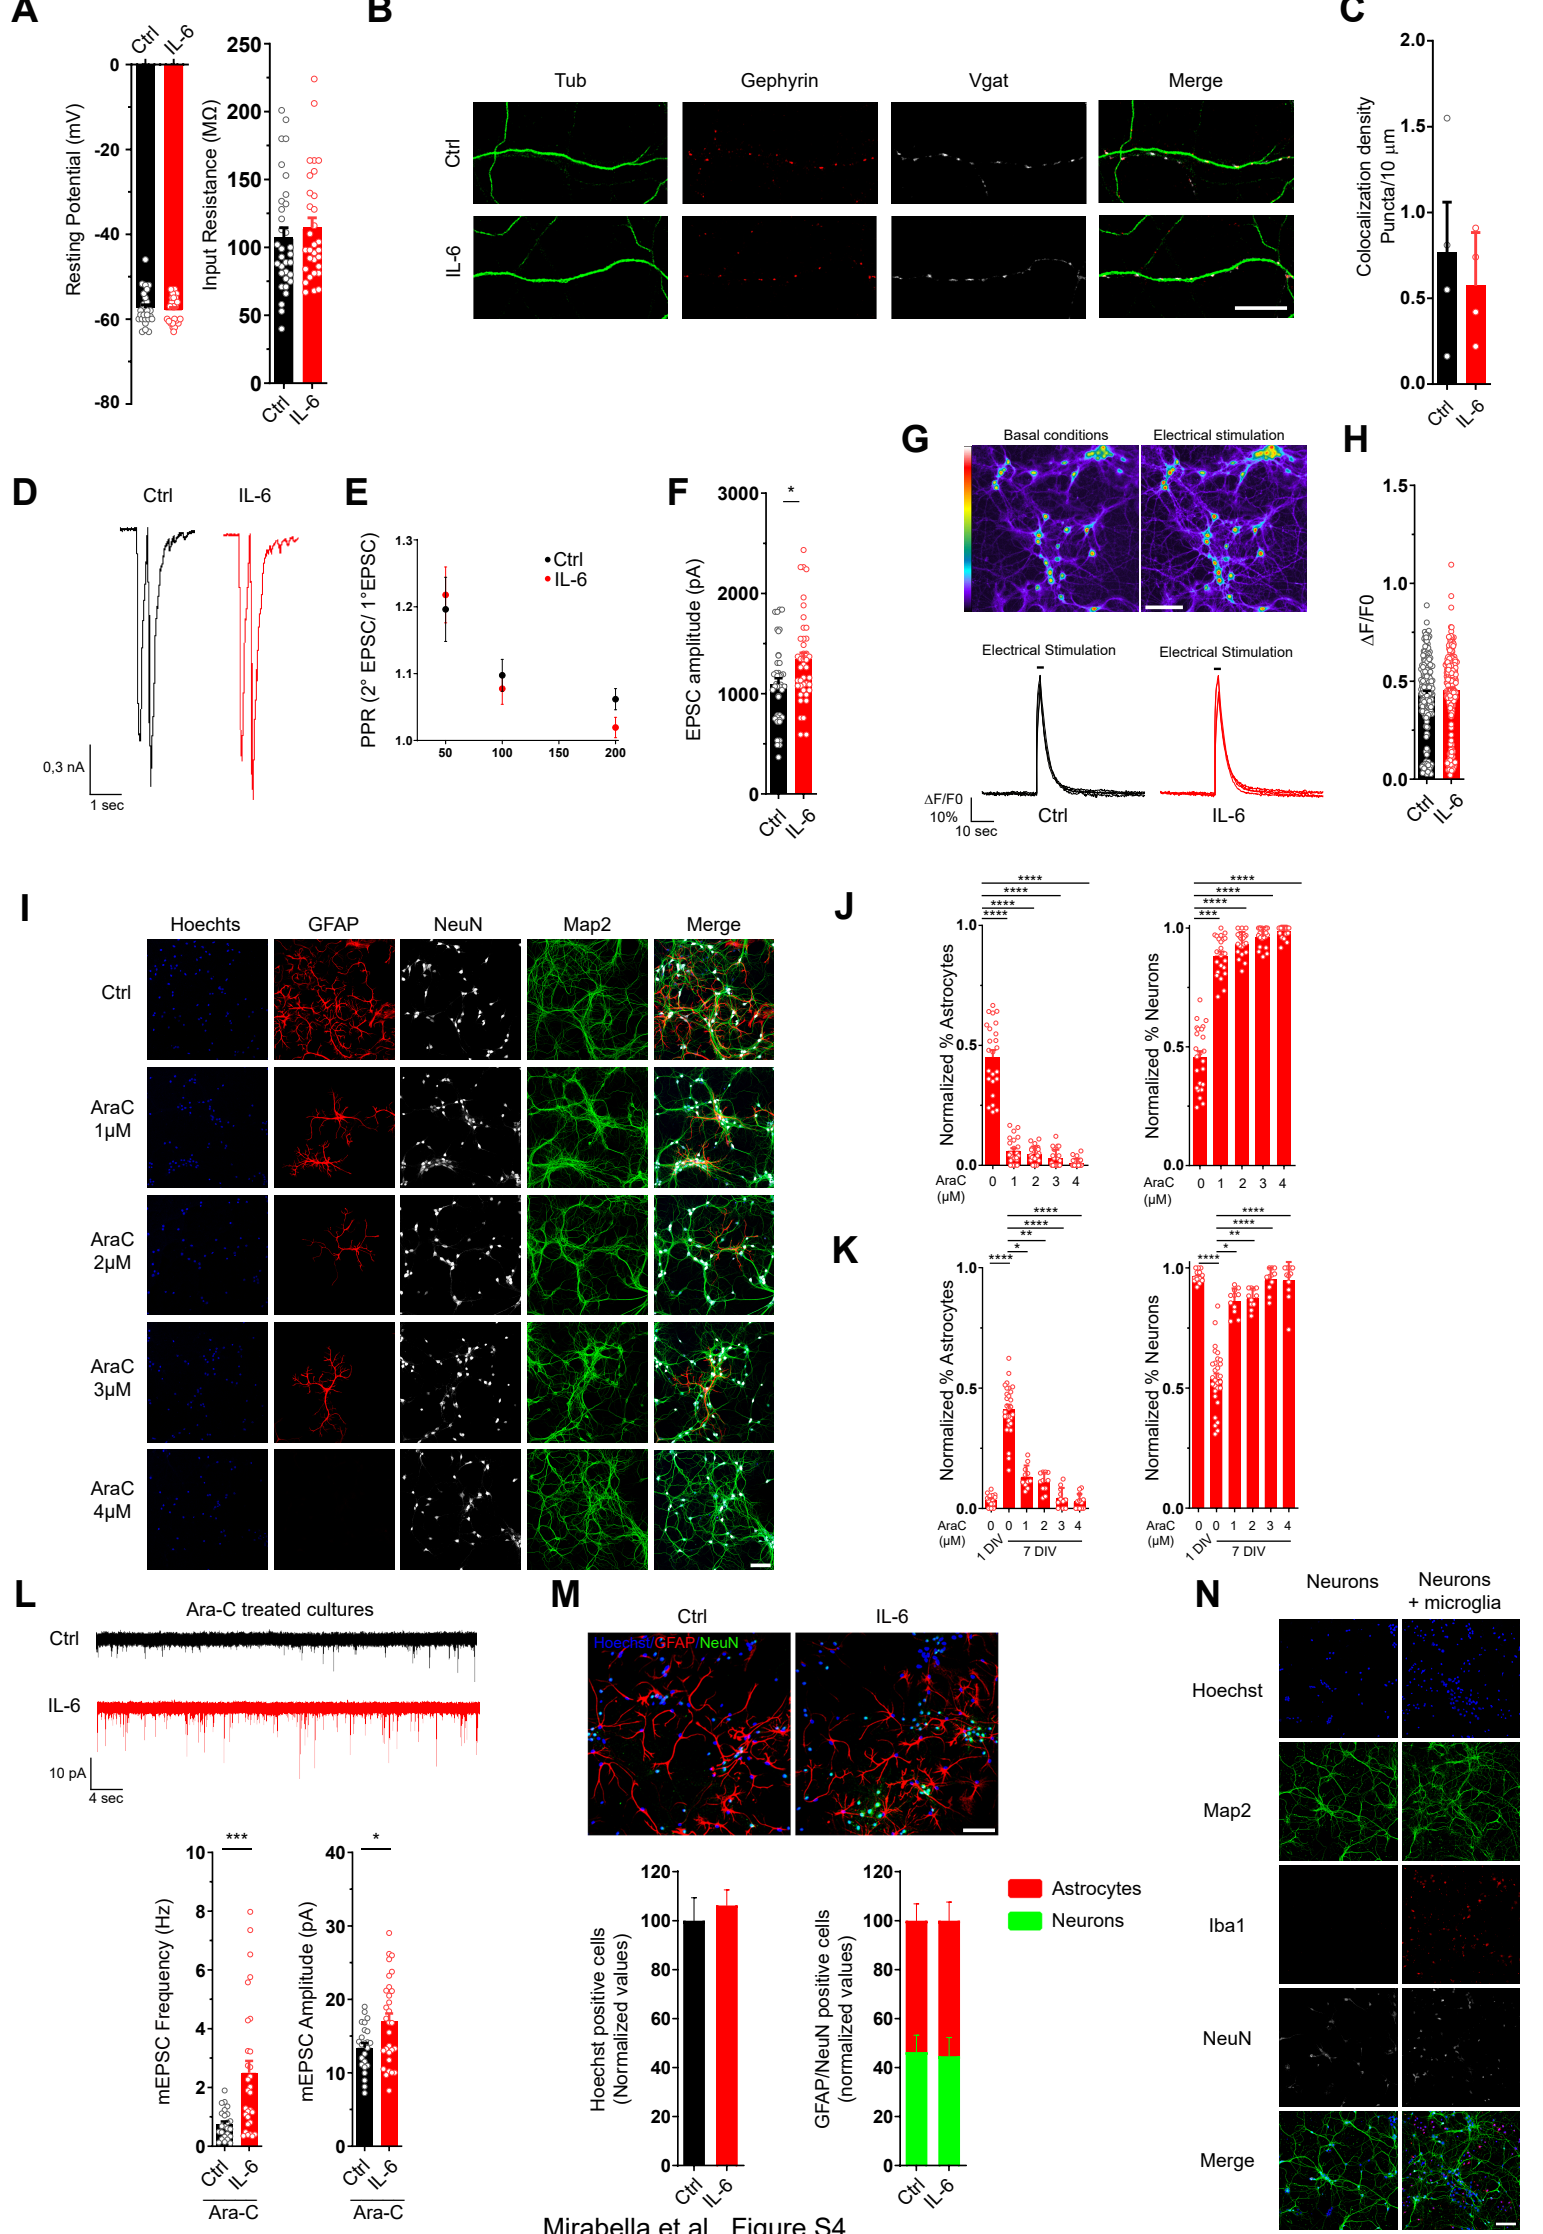 A
Ctrl
IL-6
0
-20
-40
-60
-80
Resting Potential (mV)
250
200
150
100
50
0
Input Resistance (MΩ)
Ctrl
IL-6
B
Tub
Gephyrin
Vgat
Merge
Ctrl
IL-6
C
2.0
1.5
1.0
0.5
0.0
Colocalization density
Puncta/10 µm
Ctrl
IL-6
D
Ctrl
IL-6
0,3 nA
1 sec
E
PPR (2° EPSC/ 1°EPSC)
1.3
1.2
1.1
1.0
50
100
150
200
Ctrl
IL-6
F
3000
2000
1000
0
EPSC amplitude (pA)
*
Ctrl
IL-6
G
Basal conditions
Electrical stimulation
Electrical Stimulation
Electrical Stimulation
ΔF/F0
10%
10 sec
Ctrl
IL-6
H
1.5
1.0
0.5
0.0
ΔF/F0
Ctrl
IL-6
I
Hoechts
GFAP
NeuN
Map2
Merge
Ctrl
AraC
1µM
AraC
2µM
AraC
3µM
AraC
4µM
J
****
****
****
****
1.0
0.5
0.0
Normalized % Astrocytes
AraC
(µM)
0 1 2 3 4
****
****
****
***
1.0
0.5
0.0
Normalized % Neurons
AraC
(µM)
0 1 2 3 4
K
****
****
**
*
****
1.0
0.5
0.0
Normalized % Astrocytes
AraC
(µM)
0 0 1 2 3 4
1 DIV
7 DIV
****
****
**
*
****
1.0
0.5
0.0
Normalized % Neurons
AraC
(µM)
0 0 1 2 3 4
1 DIV
7 DIV
L
Ara-C treated cultures
Ctrl
IL-6
10 pA
4 sec
10
8
6
4
2
0
mEPSC Frequency (Hz)
***
Ctrl
IL-6
Ara-C
40
30
20
10
0
mEPSC Amplitude (pA)
*
Ctrl
IL-6
Ara-C
M
Ctrl
IL-6
Hoechst/GFAP/NeuN
120
100
80
60
40
20
0
Hoechst positive cells
(Normalized values)
Ctrl
IL-6
120
100
80
60
40
20
0
GFAP/NeuN positive cells
(normalized values)
Ctrl
IL-6
Astrocytes
Neurons
N
Neurons
Neurons
+ microglia
Hoechst
Map2
Iba1
NeuN
Merge
Mirabella et al. Figure S4